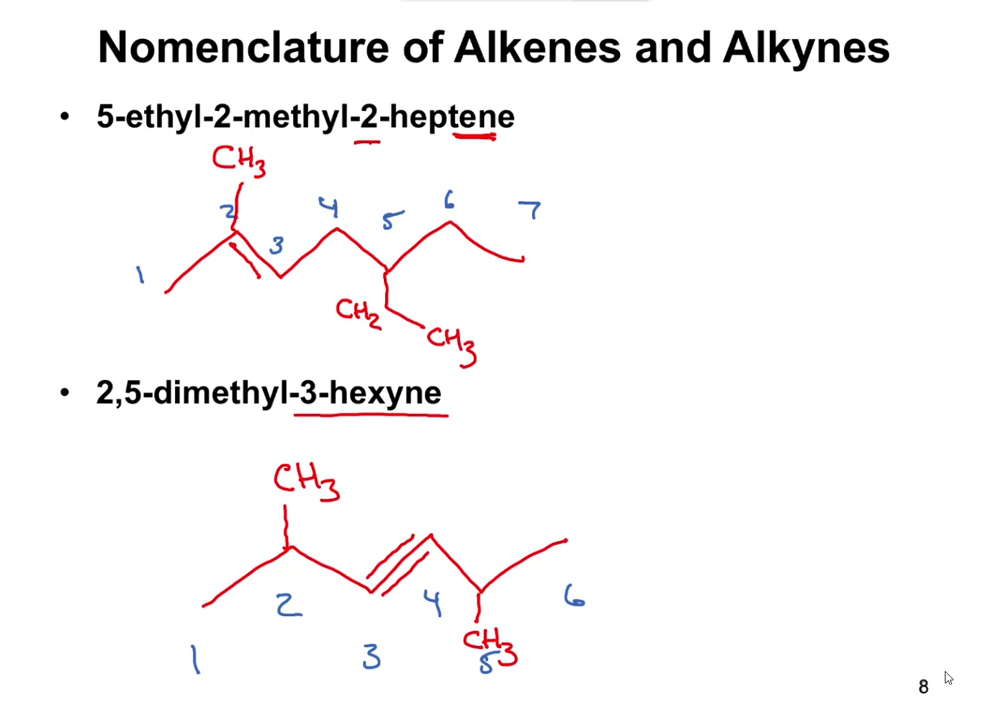 Nomenclature of Alkenes and Alkynes
• 5-ethyl-2-methyl-2-heptene
CH3
2 4 5 6 7
1 3
CH2
CH3
• 2,5-dimethyl-3-hexyne
CH3
2 4 6
CH3
1 3 5
8